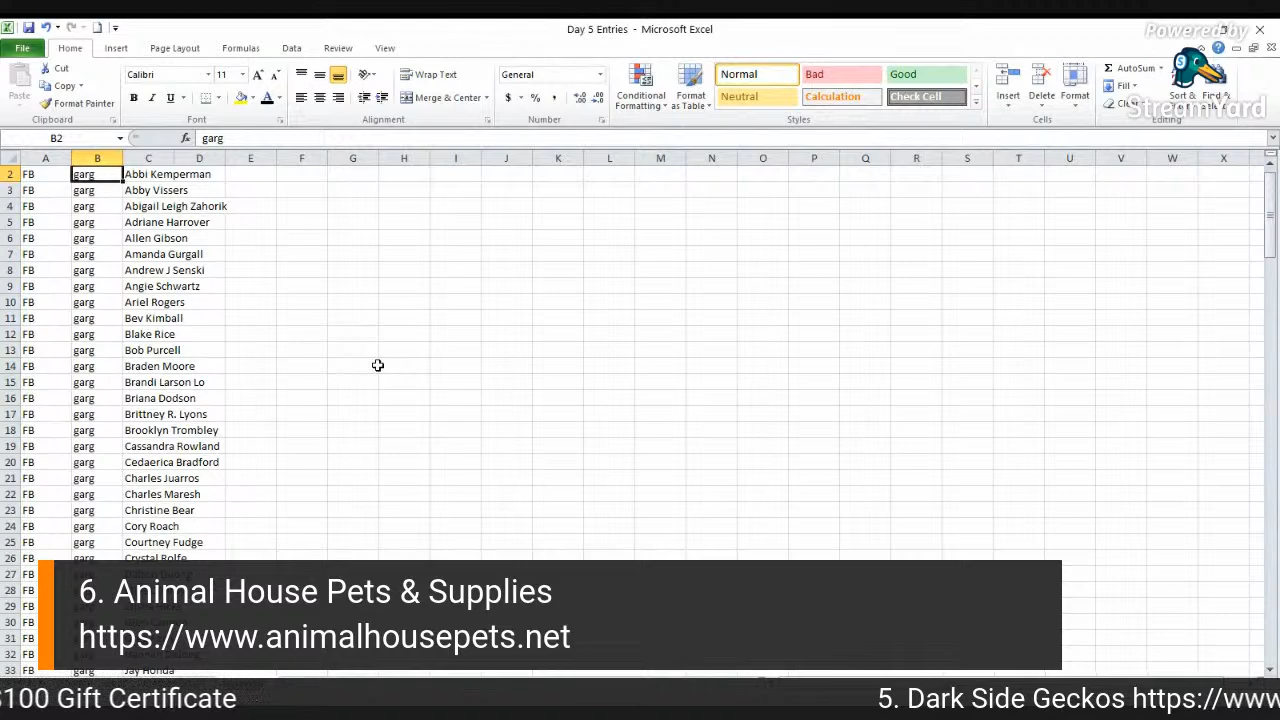 Day 5 Entries - Microsoft Excel
Powered by
File Home Insert Page Layout Formulas Data Review View
Cut
Copy
Format Painter
Paste
Calibri 11
B I U
Wrap Text
Merge & Center
General
$ % ,
Conditional Formatting
Format as Table
Normal Bad Good
Neutral Calculation Check Cell
Insert Delete Format
AutoSum
Fill
Sort &
StreamYard
Clipboard Font Alignment Number Styles Cells Editing
B2 fx garg
A B C D E F G H I J K L M N O P Q R S T U V W X
2 FB garg Abbi Kemperman
3 FB garg Abby Vissers
4 FB garg Abigail Leigh Zahorik
5 FB garg Adriane Harrover
6 FB garg Allen Gibson
7 FB garg Amanda Gurgall
8 FB garg Andrew J Senski
9 FB garg Angie Schwartz
10 FB garg Ariel Rogers
11 FB garg Bev Kimball
12 FB garg Blake Rice
13 FB garg Bob Purcell
14 FB garg Braden Moore
15 FB garg Brandi Larson Lo
16 FB garg Briana Dodson
17 FB garg Brittney R. Lyons
18 FB garg Brooklyn Trombley
19 FB garg Cassandra Rowland
20 FB garg Cedaerica Bradford
21 FB garg Charles Juarros
22 FB garg Charles Maresh
23 FB garg Christine Bear
24 FB garg Cory Roach
25 FB garg Courtney Fudge
26 FB garg Crystal Rolfe
27
28
29
30
31
32
33 FB garg Jay Honda
6. Animal House Pets & Supplies
https://www.animalhousepets.net
$100 Gift Certificate
5. Dark Side Geckos https://www